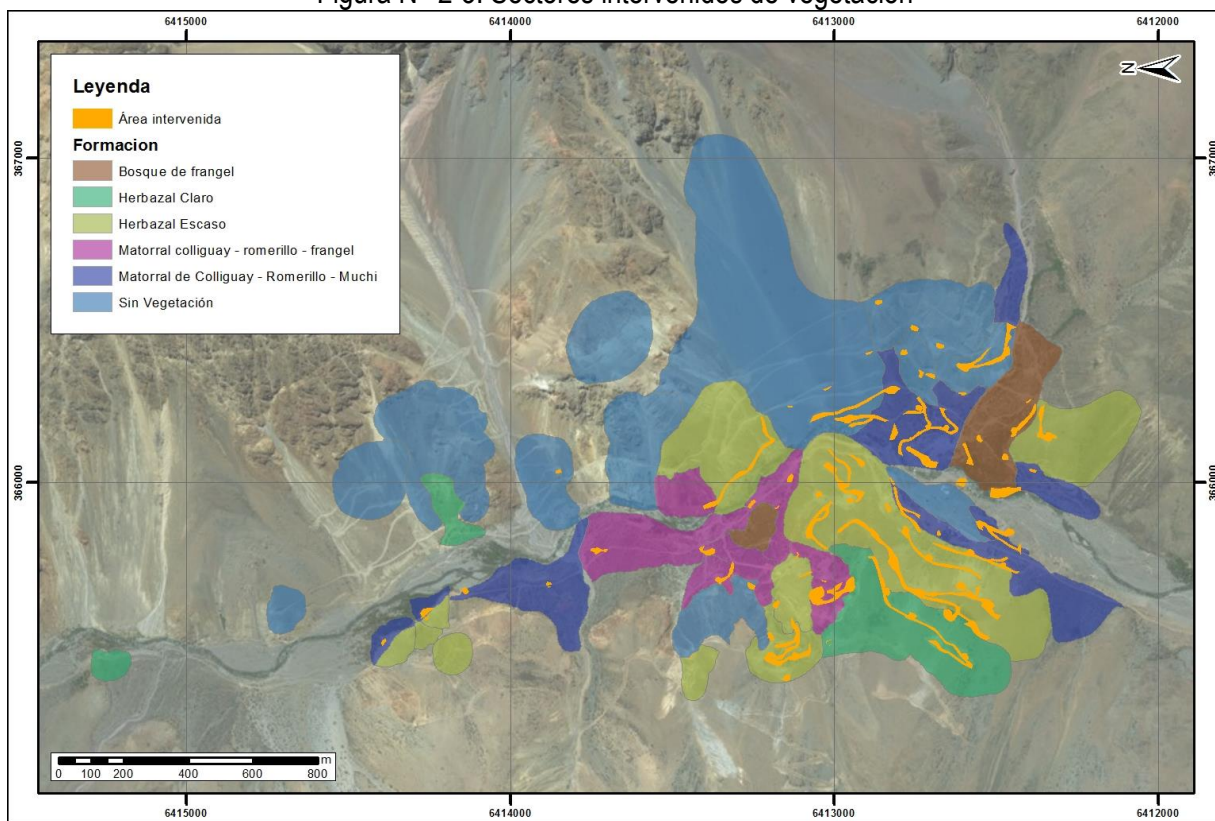 6415000 6414000 6413000 6412000
Leyenda
Área intervenida
Formacion
Bosque de frangel
Herbazal Claro
Herbazal Escaso
Matorral colliguay - romerillo - frangel
Matorral de Colliguay - Romerillo - Muchi
Sin Vegetación
N
367000 367000
366000 366000
m
0 100 200 400 600 800
6415000 6414000 6413000 6412000